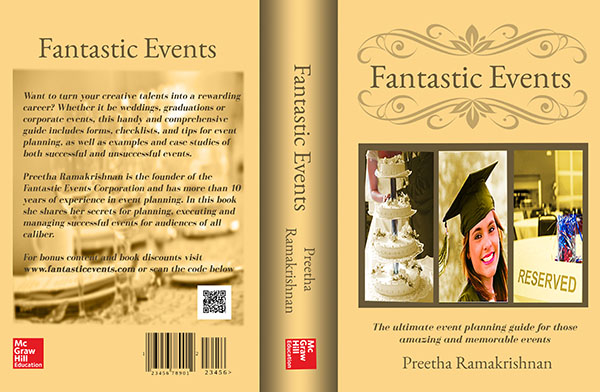 Fantastic Events
Want to turn your creative talents into a rewarding
career? Whether it be weddings, graduations or
corporate events, this handy and comprehensive
guide includes forms, checklists, and tips for event
planning, as well as examples and case studies of
both successful and unsuccessful events.
Preetha Ramakrishnan is the founder of the
Fantastic Events Corporation and has more than 10
years of experience in event planning. In this book
she shares her secrets for planning, executing and
managing successful events for audiences of all
caliber.
For bonus content and book discounts visit
www.fantasticevents.com or scan the code below
Mc
Graw
Hill
Education
1 23456 78901 2 23456>
Fantastic Events
Preetha
Ramakrishnan
Mc
Graw
Hill
Education
Fantastic Events
RESERVED
The ultimate event planning guide for those
amazing and memorable events
Preetha Ramakrishnan